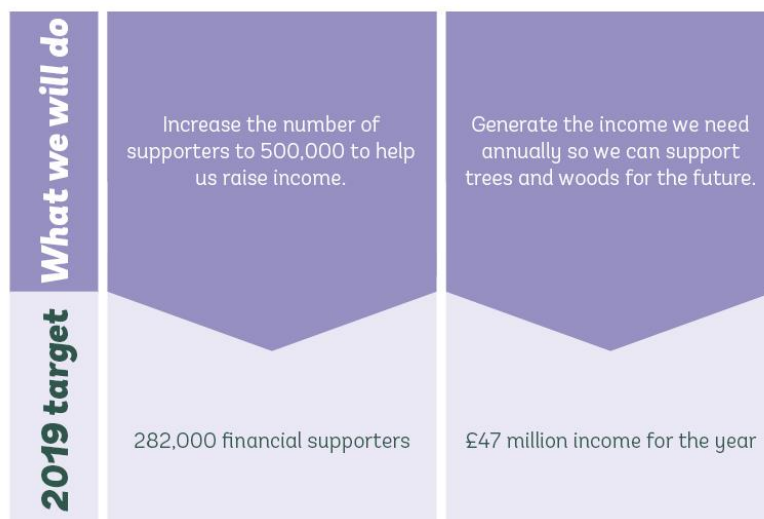 What we will do
Increase the number of
supporters to 500,000 to help
us raise income.
Generate the income we need
annually so we can support
trees and woods for the future.
2019 target
282,000 financial supporters
£47 million income for the year